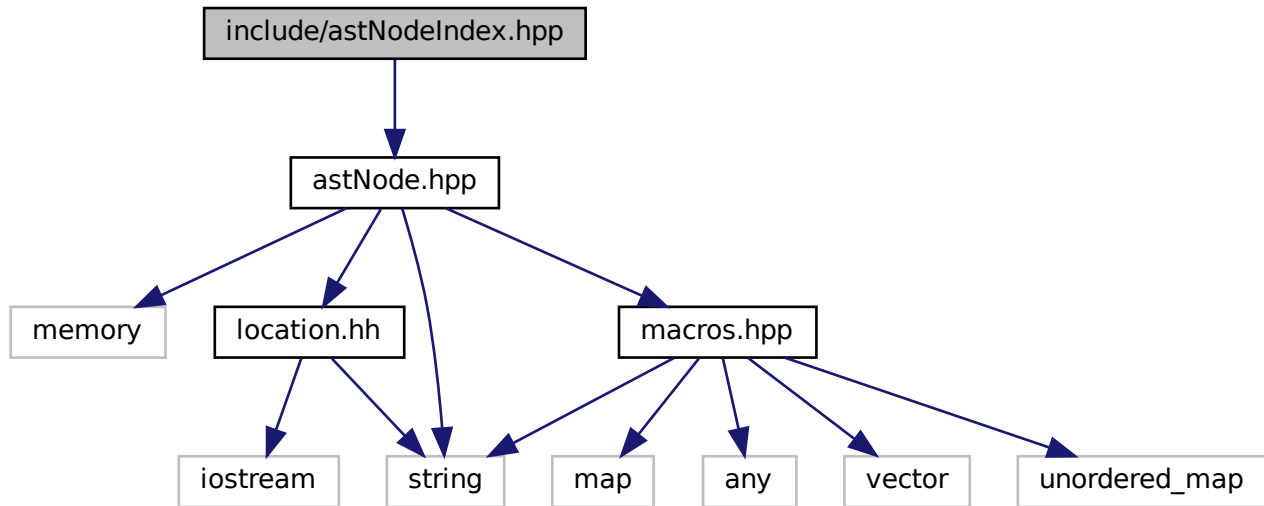 include/astNodeIndex.hpp
astNode.hpp
memory
location.hh
macros.hpp
iostream
string
map
any
vector
unordered_map